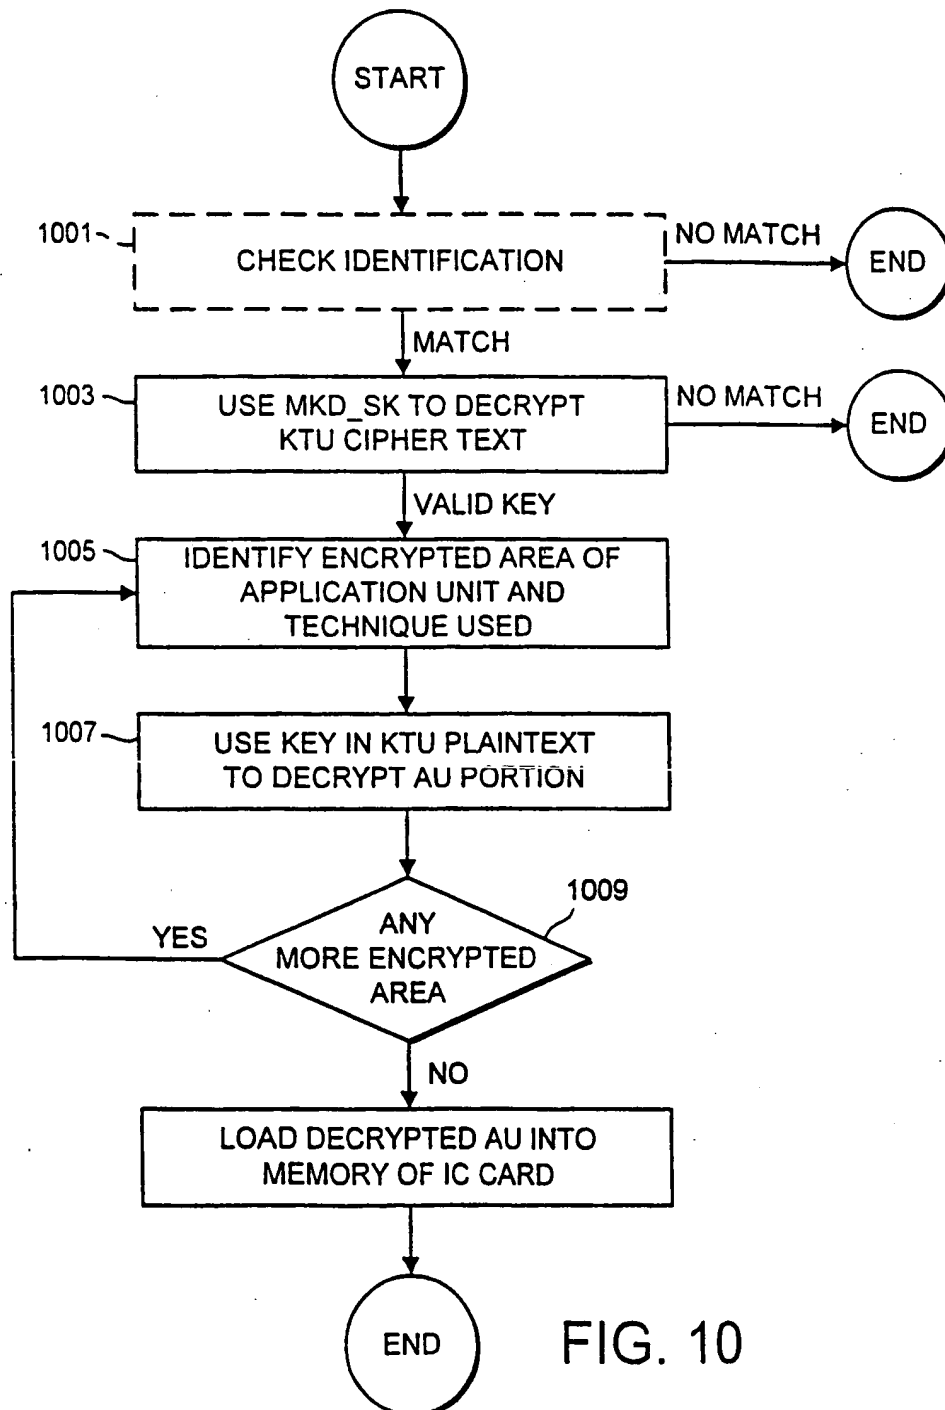 START
1001
CHECK IDENTIFICATION
NO MATCH
END
MATCH
1003
USE MKD_SK TO DECRYPT
KTU CIPHER TEXT
NO MATCH
END
VALID KEY
1005
IDENTIFY ENCRYPTED AREA OF
APPLICATION UNIT AND
TECHNIQUE USED
1007
USE KEY IN KTU PLAINTEXT
TO DECRYPT AU PORTION
1009
ANY
MORE ENCRYPTED
AREA
YES
NO
LOAD DECRYPTED AU INTO
MEMORY OF IC CARD
END
FIG. 10